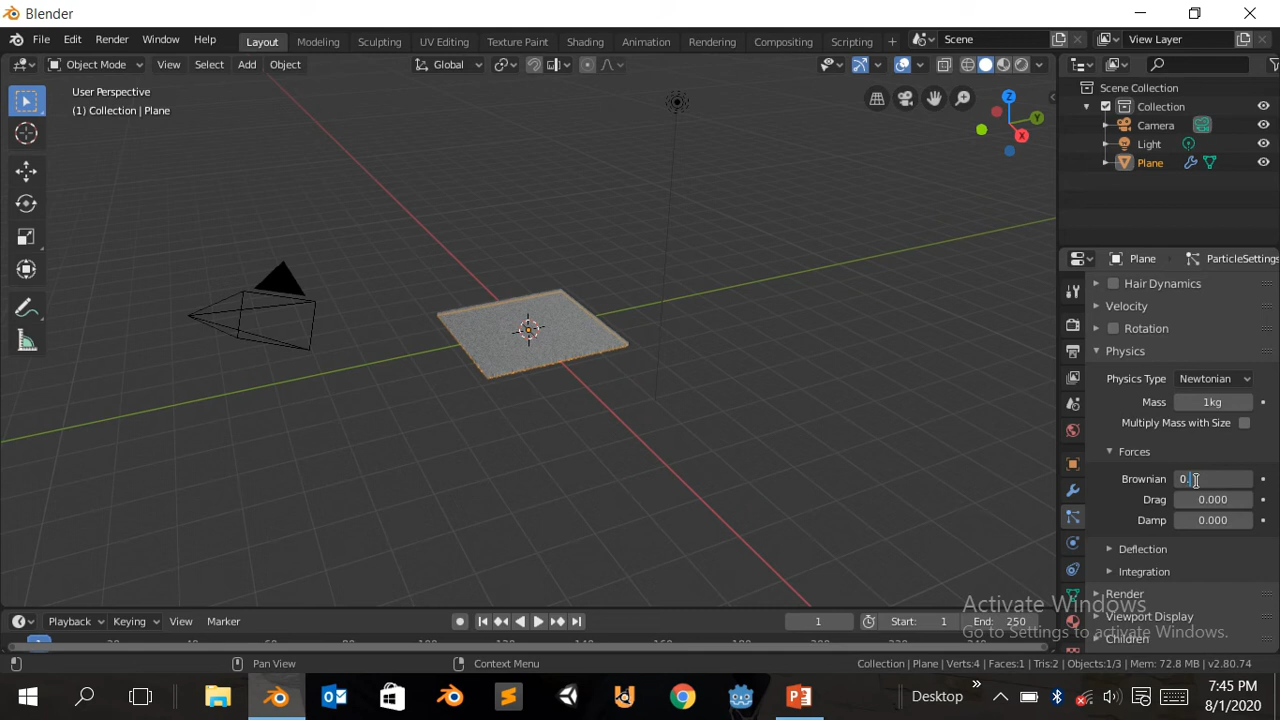 Blender
File Edit Render Window Help
Layout Modeling Sculpting UV Editing Texture Paint Shading Animation Rendering Compositing Scripting
Scene
View Layer
Object Mode View Select Add Object
Global
User Perspective
(1) Collection | Plane
Z
Y
X
Scene Collection
Collection
Camera
Light
Plane
Plane ParticleSettings
Hair Dynamics
Velocity
Rotation
Physics
Physics Type Newtonian
Mass 1kg
Multiply Mass with Size
Forces
Brownian 0.
Drag 0.000
Damp 0.000
Deflection
Integration
Render
Viewport Display
Children
Activate Windows
Go to Settings to activate Windows.
Playback Keying View Marker
1
Start: 1
End: 250
1
Pan View
Context Menu
Collection | Plane | Verts:4 | Faces:1 | Tris:2 | Objects:1/3 | Mem: 72.8 MB | v2.80.74
Desktop
7:45 PM
8/1/2020